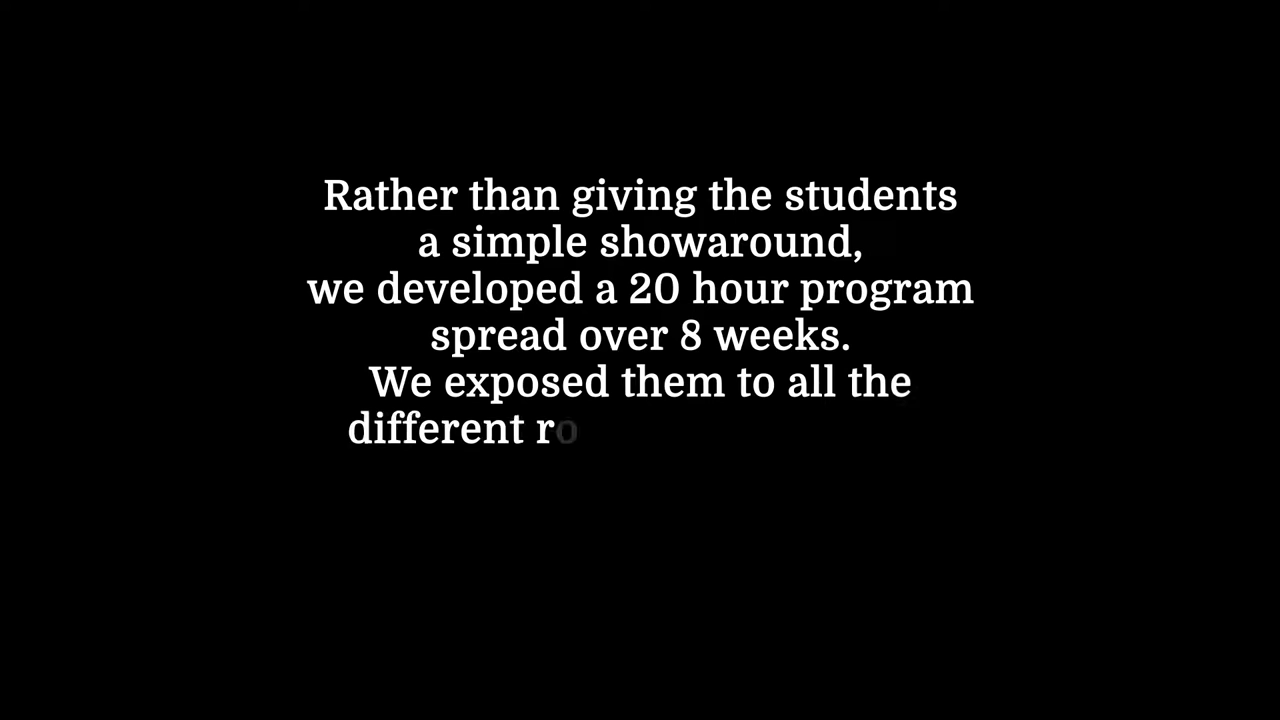 Rather than giving the students
a simple showaround,
we developed a 20 hour program
spread over 8 weeks.
We exposed them to all the
different ro